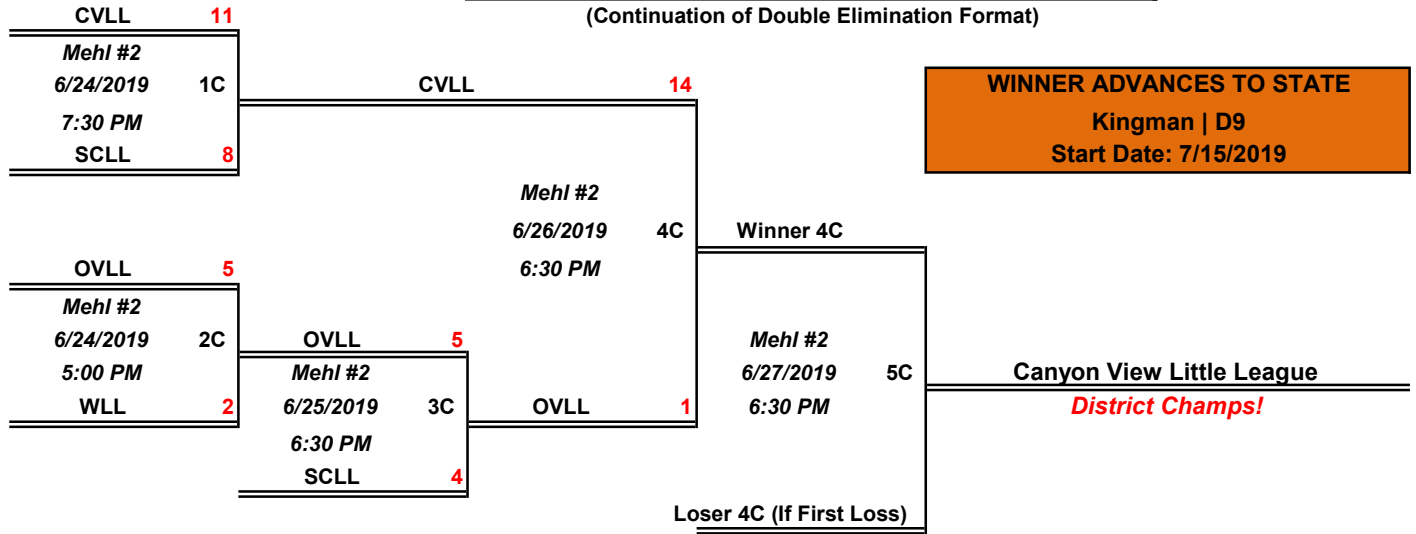 (Continuation of Double Elimination Format)
CVLL 11
Mehl #2
6/24/2019 1C
7:30 PM
SCLL 8
CVLL 14
WINNER ADVANCES TO STATE
Kingman | D9
Start Date: 7/15/2019
Mehl #2
6/26/2019 4C
6:30 PM
Winner 4C
OVLL 5
Mehl #2
6/24/2019 2C
5:00 PM
WLL 2
OVLL 5
Mehl #2
6/25/2019 3C
6:30 PM
SCLL 4
OVLL 1
Mehl #2
6/27/2019 5C
6:30 PM
Canyon View Little League
District Champs!
Loser 4C (If First Loss)